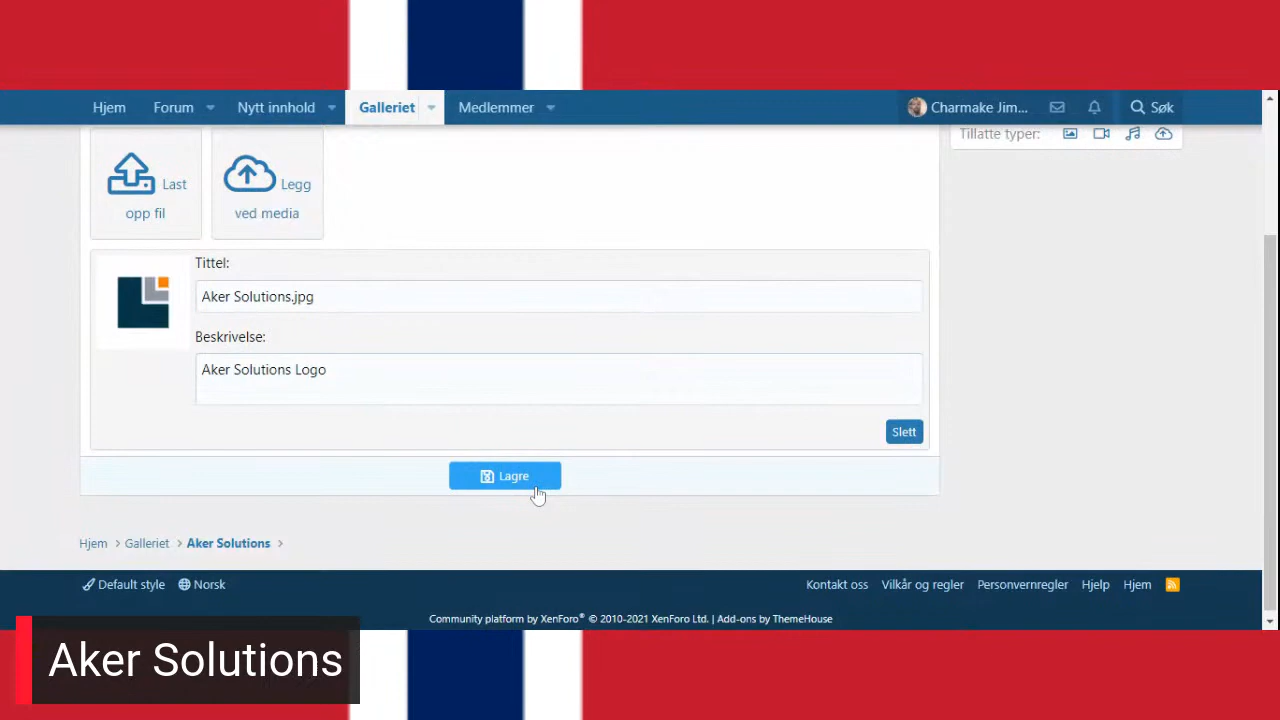 Hjem Forum Nytt innhold Galleriet Medlemmer Charmake Jim... Søk
Tillatte typer:
Last
opp fil
Legg
ved media
Tittel:
Aker Solutions.jpg
Beskrivelse:
Aker Solutions Logo
Slett
Lagre
Hjem > Galleriet > Aker Solutions >
Default style Norsk Kontakt oss Vilkår og regler Personvernregler Hjelp Hjem
Community platform by XenForo® © 2010-2021 XenForo Ltd. | Add-ons by ThemeHouse
Aker Solutions